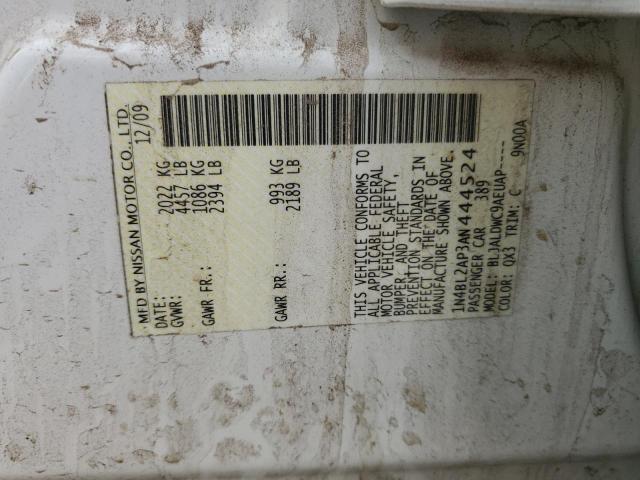 MFD BY NISSAN MOTOR CO., LTD.
DATE: 12/09
GVWR: 2022 KG
4457 LB
GAWR FR.: 1086 KG
2394 LB
GAWR RR.: 993 KG
2189 LB
THIS VEHICLE CONFORMS TO
ALL APPLICABLE FEDERAL
MOTOR VEHICLE SAFETY,
BUMPER, AND THEFT
PREVENTION STANDARDS IN
EFFECT ON THE DATE OF
MANUFACTURE SHOWN ABOVE.
1N4BL2AP3AN444524
PASSENGER CAR 389
MODEL: BLJALDWC9AEUAP----
COLOR: QX3 TRIM: C 9N00A